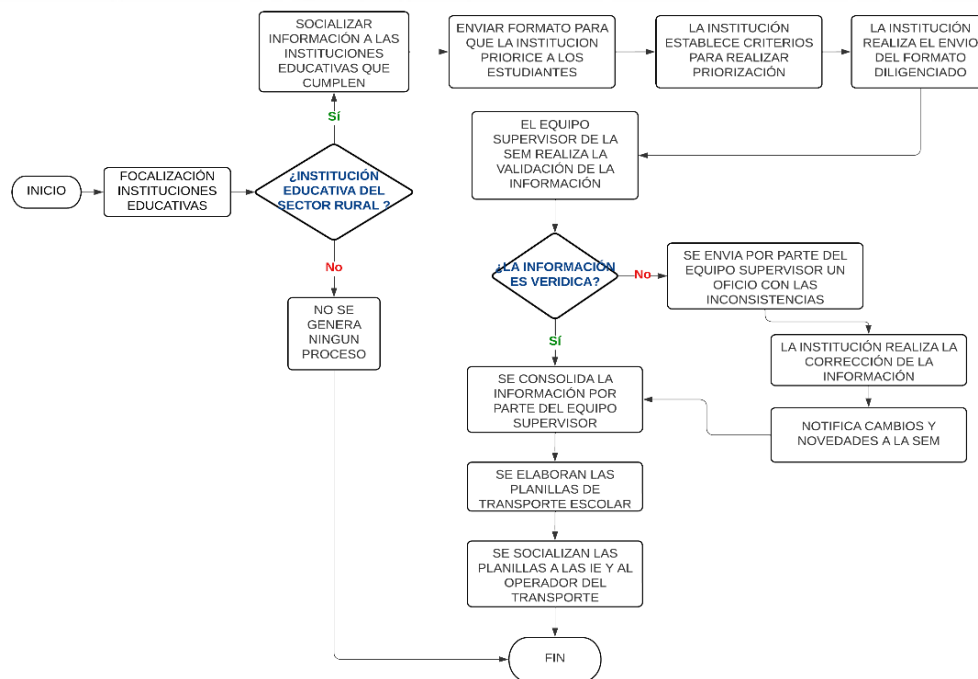 SOCIALIZAR
INFORMACIÓN A LAS
INSTITUCIONES
EDUCATIVAS QUE
CUMPLEN
ENVIAR FORMATO PARA
QUE LA INSTITUCION
PRIORICE A LOS
ESTUDIANTES
LA INSTITUCIÓN
ESTABLECE CRITERIOS
PARA REALIZAR
PRIORIZACIÓN
LA INSTITUCIÓN
REALIZA EL ENVIO
DEL FORMATO
DILIGENCIADO
Sí
EL EQUIPO
SUPERVISOR DE LA
SEM REALIZA LA
VALIDACIÓN DE LA
INFORMACIÓN
INICIO
FOCALIZACIÓN
INSTITUCIONES
EDUCATIVAS
¿INSTITUCIÓN
EDUCATIVA DEL
SECTOR RURAL ?
No
NO SE
GENERA
NINGUN
PROCESO
¿LA INFORMACIÓN
ES VERIDICA?
No
SE ENVIA POR PARTE DEL
EQUIPO SUPERVISOR UN
OFICIO CON LAS
INCONSISTENCIAS
Sí
LA INSTITUCIÓN REALIZA LA
CORRECCIÓN DE LA
INFORMACIÓN
SE CONSOLIDA LA
INFORMACIÓN POR
PARTE DEL EQUIPO
SUPERVISOR
NOTIFICA CAMBIOS Y
NOVEDADES A LA SEM
SE ELABORAN LAS
PLANILLAS DE
TRANSPORTE ESCOLAR
SE SOCIALIZAN LAS
PLANILLAS A LAS IE Y AL
OPERADOR DEL
TRANSPORTE
FIN